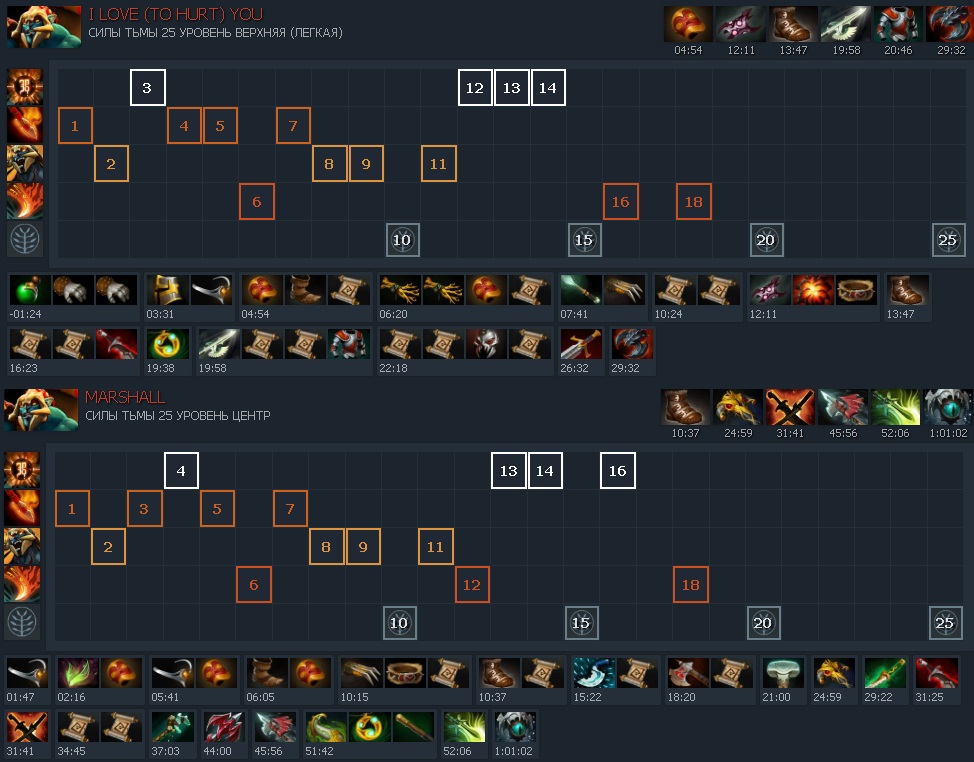 I LOVE (TO HURT) YOU
СИЛЫ ТЬМЫ 25 УРОВЕНЬ ВЕРХНЯЯ (ЛЕГКАЯ)
04:54 12:11 13:47 19:58 20:46 29:32
3 12 13 14
1 4 5 7
2 8 9 11
6 16 18
10 15 20 25
-01:24 03:31 04:54 06:20 07:41 10:24 12:11 13:47
16:23 19:38 19:58 22:18 26:32 29:32
MARSHALL
СИЛЫ ТЬМЫ 25 УРОВЕНЬ ЦЕНТР
10:37 24:59 31:41 45:56 52:06 1:01:02
4 13 14 16
1 3 5 7
2 8 9 11
6 12 18
10 15 20 25
01:47 02:16 05:41 06:05 10:15 10:37 15:22 18:20 21:00 24:59 29:22 31:25
31:41 34:45 37:03 44:00 45:56 51:42 52:06 1:01:02